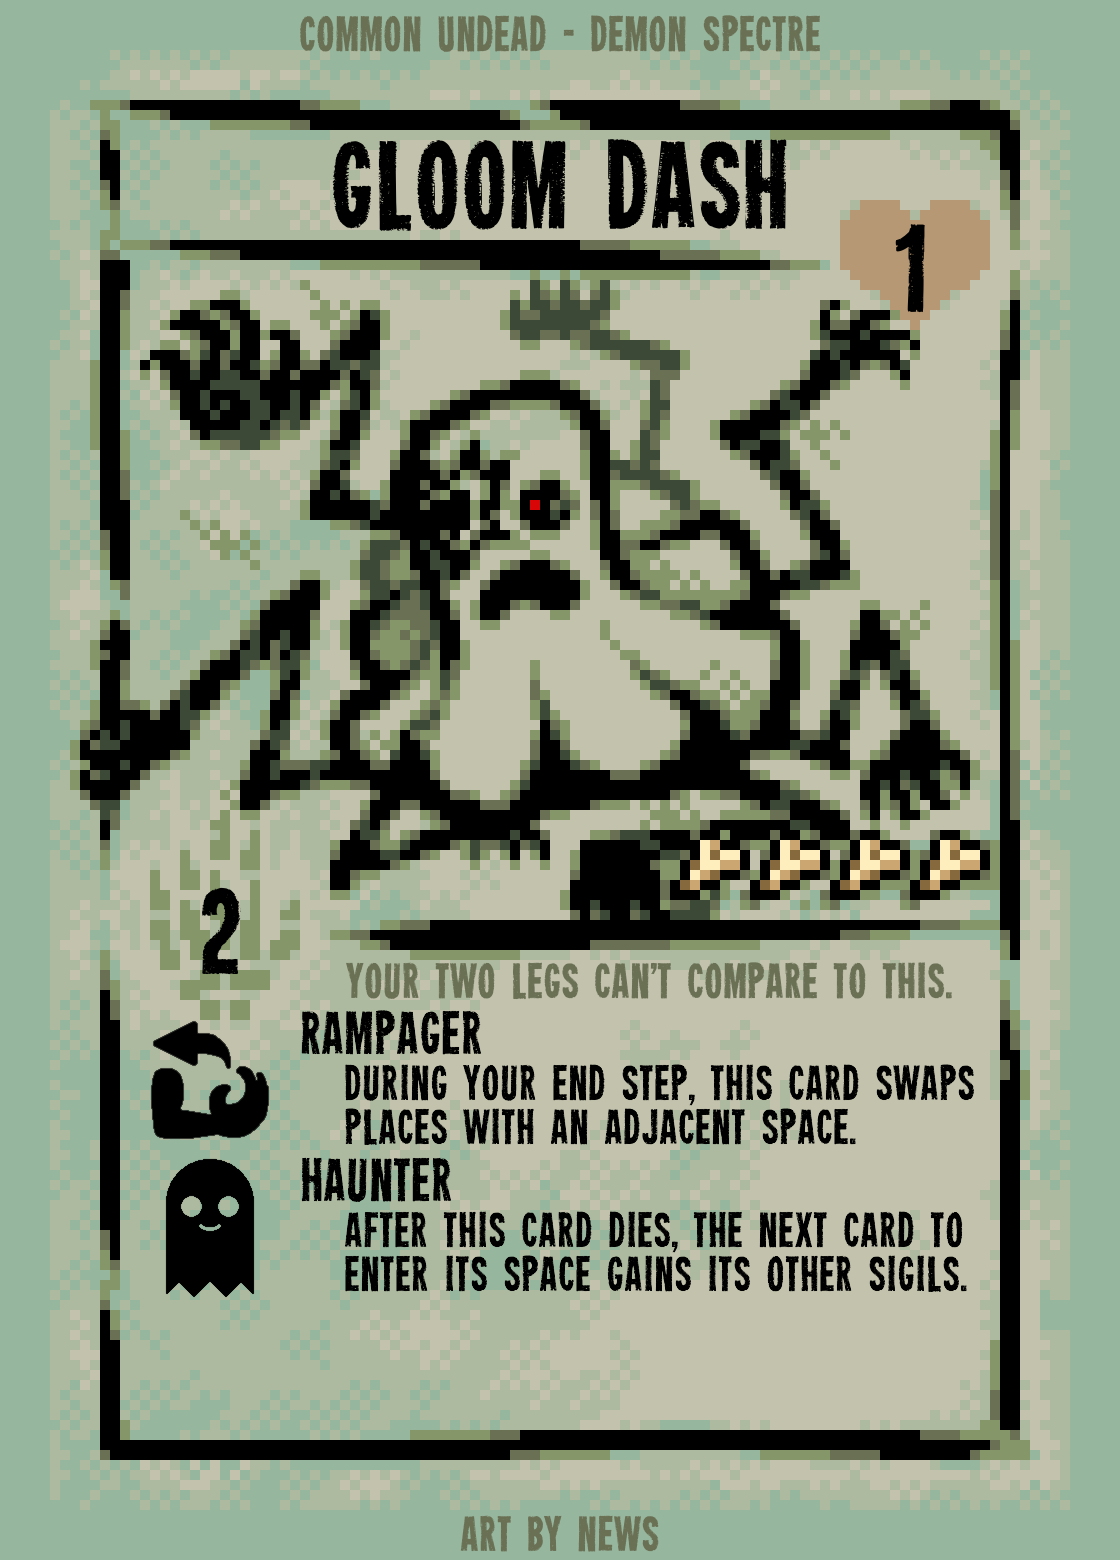 COMMON UNDEAD - DEMON SPECTRE
GLOOM DASH
1
2
YOUR TWO LEGS CAN'T COMPARE TO THIS.
RAMPAGER
DURING YOUR END STEP, THIS CARD SWAPS
PLACES WITH AN ADJACENT SPACE.
HAUNTER
AFTER THIS CARD DIES, THE NEXT CARD TO
ENTER ITS SPACE GAINS ITS OTHER SIGILS.
ART BY NEWS